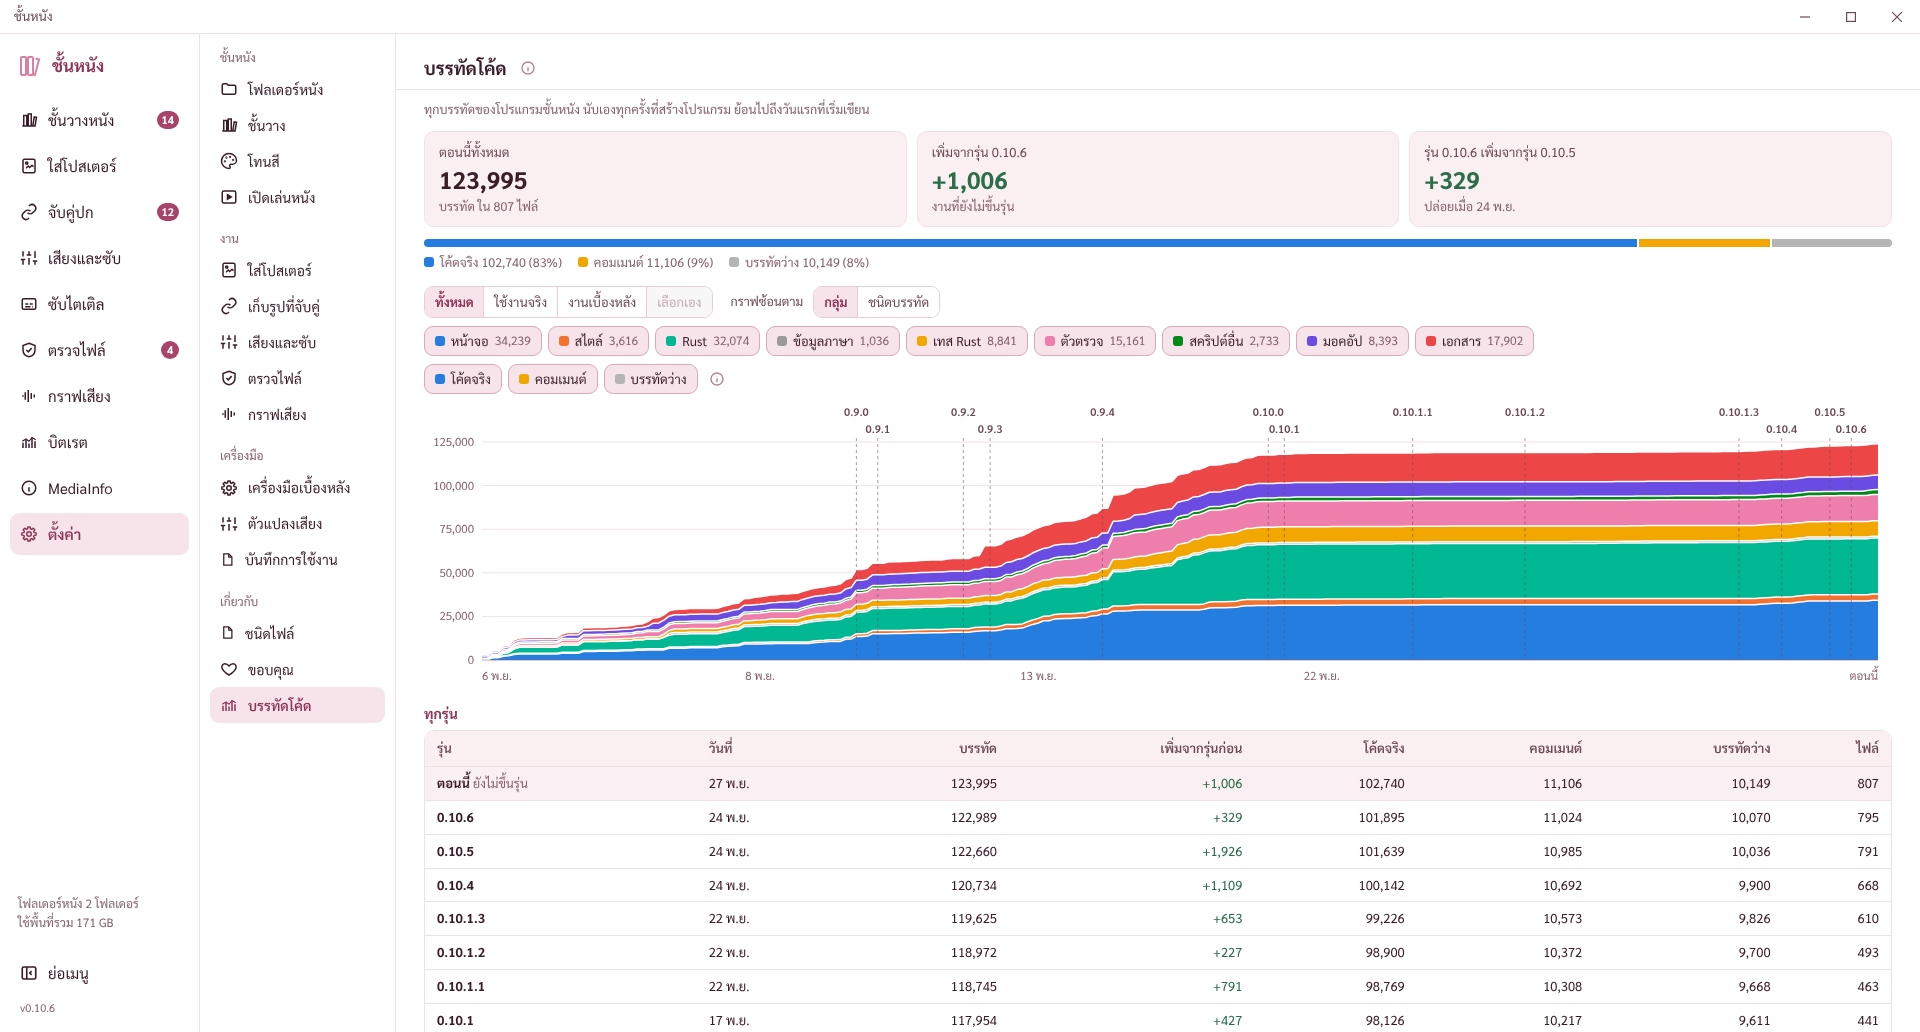 ชั้นหนัง
ชั้นหนัง
ชั้นวางหนัง 14
ใส่โปสเตอร์
จับคู่ปก 12
เสียงและซับ
ซับไตเติล
ตรวจไฟล์ 4
กราฟเสียง
บิตเรต
MediaInfo
ตั้งค่า
โฟลเดอร์หนัง 2 โฟลเดอร์
ใช้พื้นที่รวม 171 GB
ย่อเมนู
v0.10.6
ชั้นหนัง
โฟลเดอร์หนัง
ชั้นวาง
โทนสี
เปิดเล่นหนัง
งาน
ใส่โปสเตอร์
เก็บรูปที่จับคู่
เสียงและซับ
ตรวจไฟล์
กราฟเสียง
เครื่องมือ
เครื่องมือเบื้องหลัง
ตัวแปลงเสียง
บันทึกการใช้งาน
เกี่ยวกับ
ชนิดไฟล์
ขอบคุณ
บรรทัดโค้ด
บรรทัดโค้ด
ทุกบรรทัดของโปรแกรมชั้นหนัง นับเองทุกครั้งที่สร้างโปรแกรม ย้อนไปถึงวันแรกที่เริ่มเขียน
ตอนนี้ทั้งหมด
123,995
บรรทัด ใน 807 ไฟล์
เพิ่มจากรุ่น 0.10.6
+1,006
งานที่ยังไม่ขึ้นรุ่น
รุ่น 0.10.6 เพิ่มจากรุ่น 0.10.5
+329
ปล่อยเมื่อ 24 พ.ย.
โค้ดจริง 102,740 (83%) คอมเมนต์ 11,106 (9%) บรรทัดว่าง 10,149 (8%)
ทั้งหมด ใช้งานจริง งานเบื้องหลัง เลือกเอง กราฟซ้อนตาม กลุ่ม ชนิดบรรทัด
หน้าจอ 34,239 สไตล์ 3,616 Rust 32,074 ข้อมูลภาษา 1,036 เทส Rust 8,841 ตัวตรวจ 15,161 สคริปต์อื่น 2,733 มอคอัป 8,393 เอกสาร 17,902
โค้ดจริง คอมเมนต์ บรรทัดว่าง
0.9.0 0.9.2 0.9.4 0.10.0 0.10.1.1 0.10.1.2 0.10.1.3 0.10.5
0.9.1 0.9.3 0.10.1 0.10.4 0.10.6
125,000
100,000
75,000
50,000
25,000
0
6 พ.ย. 8 พ.ย. 13 พ.ย. 22 พ.ย. ตอนนี้
ทุกรุ่น
รุ่น วันที่ บรรทัด เพิ่มจากรุ่นก่อน โค้ดจริง คอมเมนต์ บรรทัดว่าง ไฟล์
ตอนนี้ ยังไม่ขึ้นรุ่น 27 พ.ย. 123,995 +1,006 102,740 11,106 10,149 807
0.10.6 24 พ.ย. 122,989 +329 101,895 11,024 10,070 795
0.10.5 24 พ.ย. 122,660 +1,926 101,639 10,985 10,036 791
0.10.4 24 พ.ย. 120,734 +1,109 100,142 10,692 9,900 668
0.10.1.3 22 พ.ย. 119,625 +653 99,226 10,573 9,826 610
0.10.1.2 22 พ.ย. 118,972 +227 98,900 10,372 9,700 493
0.10.1.1 22 พ.ย. 118,745 +791 98,769 10,308 9,668 463
0.10.1 17 พ.ย. 117,954 +427 98,126 10,217 9,611 441